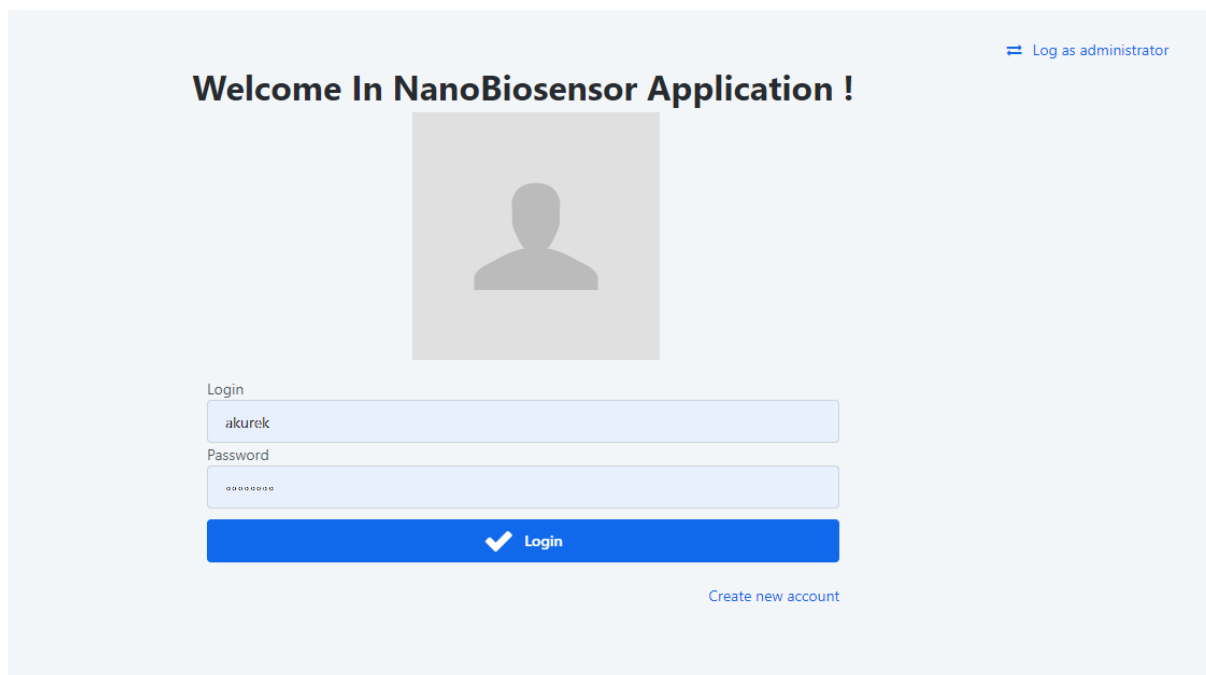 Log as administrator
Welcome In NanoBiosensor Application !
Login
akurek
Password
Login
Create new account